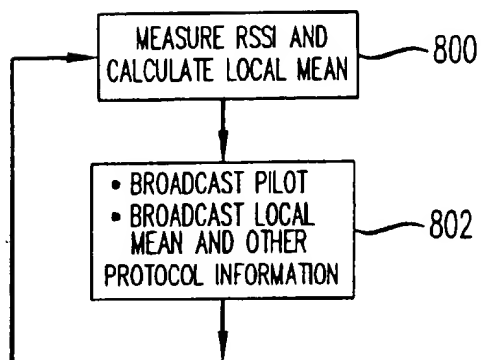 MEASURE RSSI AND
CALCULATE LOCAL MEAN
800
• BROADCAST PILOT
• BROADCAST LOCAL
MEAN AND OTHER
PROTOCOL INFORMATION
802